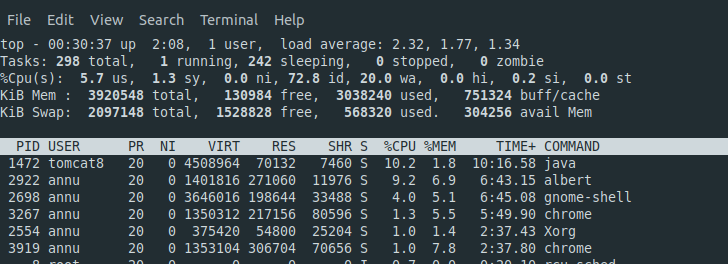 File Edit View Search Terminal Help
top - 00:30:37 up  2:08,  1 user,  load average: 2.32, 1.77, 1.34
Tasks: 298 total,   1 running, 242 sleeping,   0 stopped,   0 zombie
%Cpu(s):  5.7 us,  1.3 sy,  0.0 ni, 72.8 id, 20.0 wa,  0.0 hi,  0.2 si,  0.0 st
KiB Mem :  3920548 total,   130984 free,  3038240 used,   751324 buff/cache
KiB Swap:  2097148 total,  1528828 free,   568320 used.   304256 avail Mem
PID USER      PR  NI    VIRT    RES    SHR S  %CPU %MEM     TIME+ COMMAND
1472 tomcat8   20   0 4508964  70132   7460 S  10.2  1.8  10:16.58 java
2922 annu      20   0 1401816 271060  11976 S   9.2  6.9   6:43.15 albert
2698 annu      20   0 3646016 198644  33488 S   4.0  5.1   6:45.08 gnome-shell
3267 annu      20   0 1350312 217156  80596 S   1.3  5.5   5:49.90 chrome
2554 annu      20   0  375420  54800  25204 S   1.0  1.4   2:37.43 Xorg
3919 annu      20   0 1353104 306704  70656 S   1.0  7.8   2:37.80 chrome